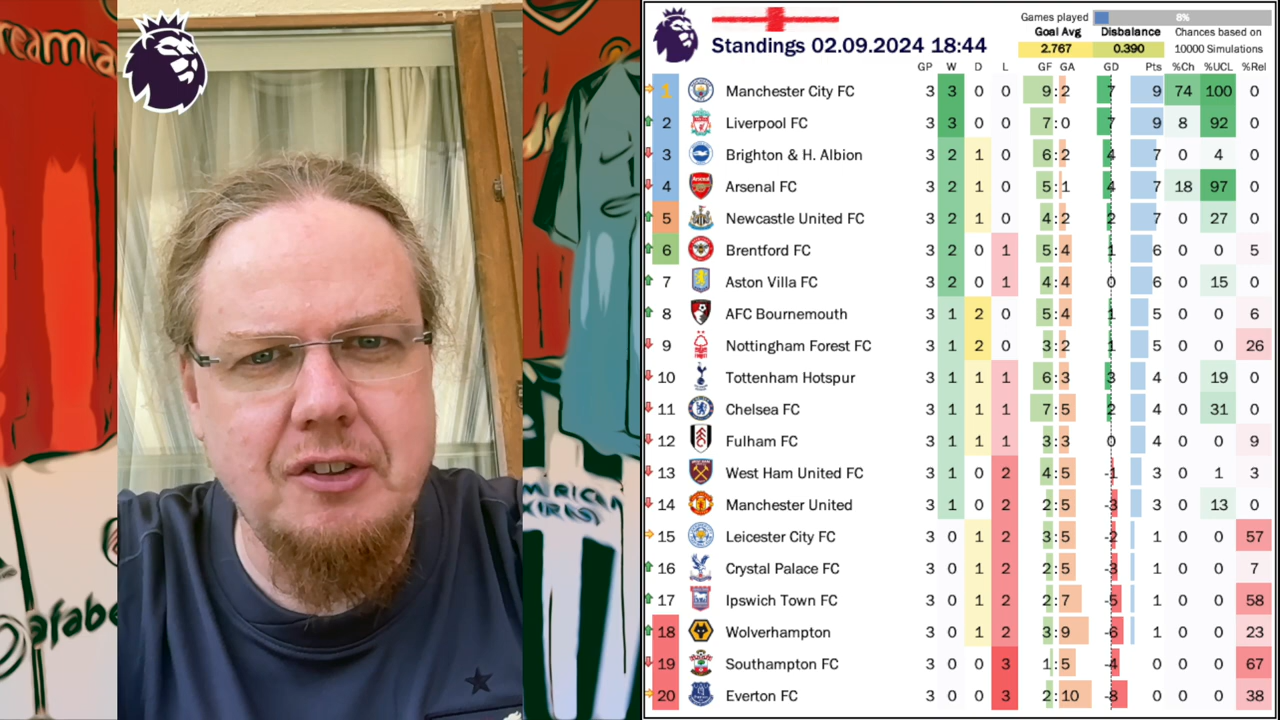 reama
afabe
AMERICAN
XIRES
Games played 8%
Goal Avg Disbalance Chances based on
2.767 0.390 10000 Simulations
Standings 02.09.2024 18:44
GP W D L GF GA GD Pts %Ch %UCL %Rel
1 Manchester City FC 3 3 0 0 9:2 7 9 74 100 0
2 Liverpool FC 3 3 0 0 7:0 7 9 8 92 0
3 Brighton & H. Albion 3 2 1 0 6:2 4 7 0 4 0
4 Arsenal FC 3 2 1 0 5:1 4 7 18 97 0
5 Newcastle United FC 3 2 1 0 4:2 2 7 0 27 0
6 Brentford FC 3 2 0 1 5:4 1 6 0 0 5
7 Aston Villa FC 3 2 0 1 4:4 0 6 0 15 0
8 AFC Bournemouth 3 1 2 0 5:4 1 5 0 0 6
9 Nottingham Forest FC 3 1 2 0 3:2 1 5 0 0 26
10 Tottenham Hotspur 3 1 1 1 6:3 3 4 0 19 0
11 Chelsea FC 3 1 1 1 7:5 2 4 0 31 0
12 Fulham FC 3 1 1 1 3:3 0 4 0 0 9
13 West Ham United FC 3 1 0 2 4:5 -1 3 0 1 3
14 Manchester United 3 1 0 2 2:5 -3 3 0 13 0
15 Leicester City FC 3 0 1 2 3:5 -2 1 0 0 57
16 Crystal Palace FC 3 0 1 2 2:5 -3 1 0 0 7
17 Ipswich Town FC 3 0 1 2 2:7 -5 1 0 0 58
18 Wolverhampton 3 0 1 2 3:9 -6 1 0 0 23
19 Southampton FC 3 0 0 3 1:5 -4 0 0 0 67
20 Everton FC 3 0 0 3 2:10 -8 0 0 0 38